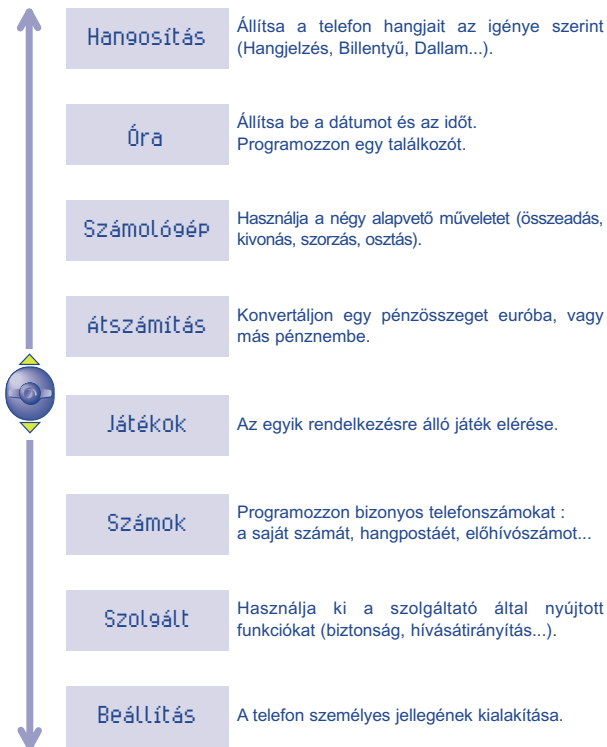 Hangosítás
Állítsa a telefon hangjait az igénye szerint
(Hangjelzés, Billentyű, Dallam...).
Óra
Állítsa be a dátumot és az időt.
Programozzon egy találkozót.
Számológép
Használja a négy alapvető műveletet (összeadás,
kivonás, szorzás, osztás).
Átszámítás
Konvertáljon egy pénzösszeget euróba, vagy
más pénznembe.
Játékok
Az egyik rendelkezésre álló játék elérése.
Számok
Programozzon bizonyos telefonszámokat :
a saját számát, hangpostáét, előhívószámot...
Szolgált
Használja ki a szolgáltató által nyújtott
funkciókat (biztonság, hívásátirányítás...).
Beállítás
A telefon személyes jellegének kialakítása.